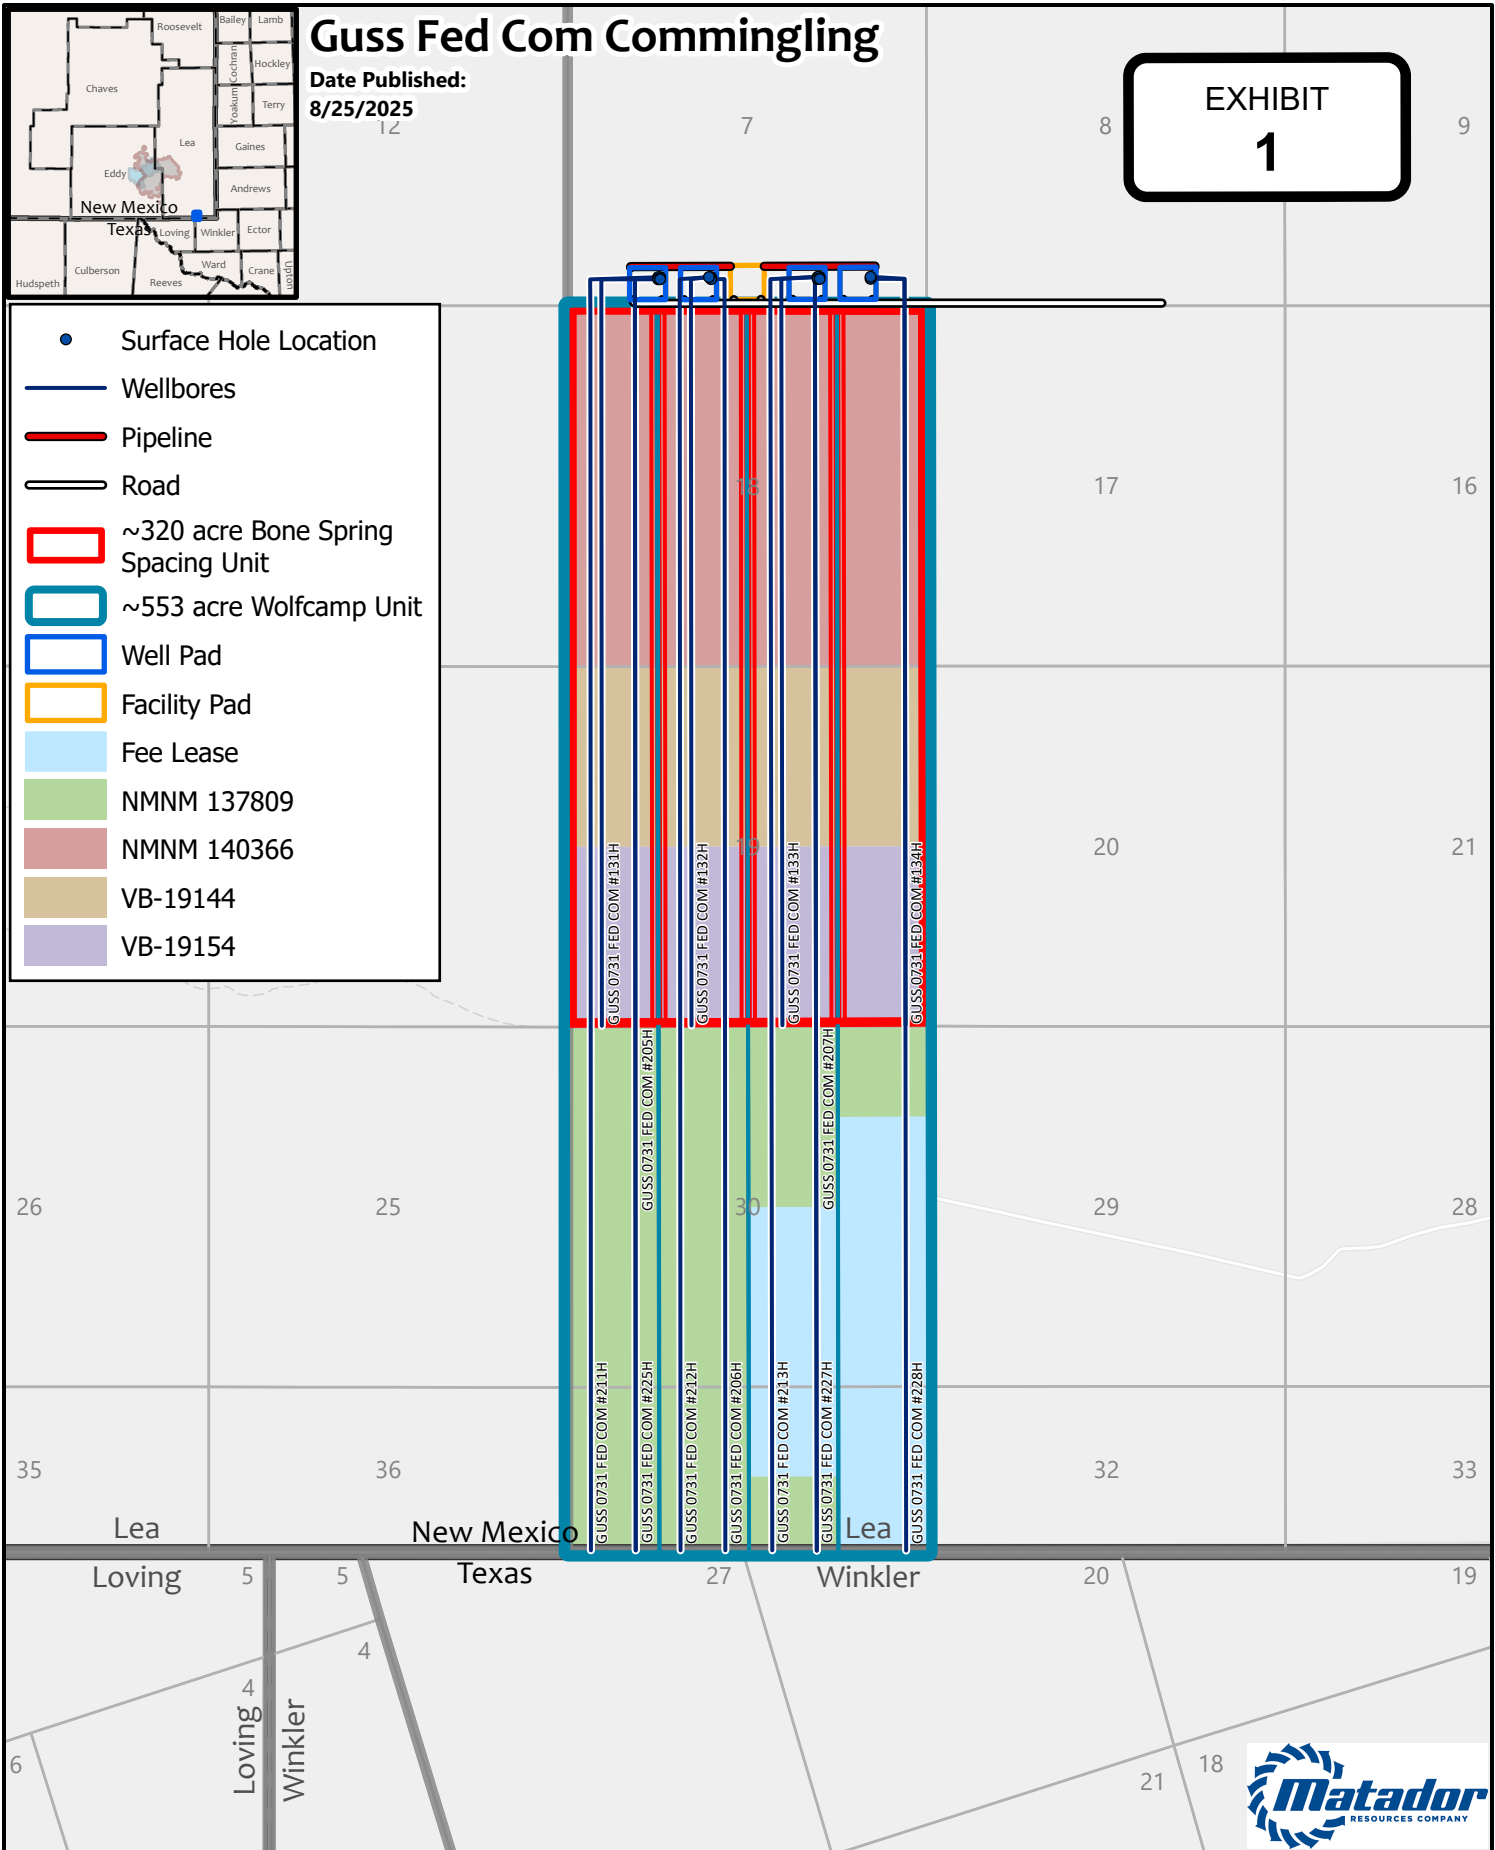 Guss Fed Com Commingling
Date Published:
8/25/2025
EXHIBIT
1
Roosevelt
Bailey
Lamb
Cochran
Hockley
Chaves
Yoakum
Terry
Lea
Gaines
Eddy
Andrews
New Mexico
Texas
Loving
Winkler
Ector
Culberson
Ward
Crane
Upton
Hudspeth
Reeves
12
7
8
9
Surface Hole Location
Wellbores
Pipeline
Road
~320 acre Bone Spring
Spacing Unit
~553 acre Wolfcamp Unit
Well Pad
Facility Pad
Fee Lease
NMNM 137809
NMNM 140366
VB-19144
VB-19154
18
17
16
19
20
21
GUSS 0731 FED COM #131H
GUSS 0731 FED COM #132H
GUSS 0731 FED COM #133H
GUSS 0731 FED COM #134H
GUSS 0731 FED COM #205H
GUSS 0731 FED COM #207H
26
25
30
29
28
GUSS 0731 FED COM #211H
GUSS 0731 FED COM #225H
GUSS 0731 FED COM #212H
GUSS 0731 FED COM #206H
GUSS 0731 FED COM #213H
GUSS 0731 FED COM #227H
GUSS 0731 FED COM #228H
35
36
32
33
Lea
New Mexico
Lea
Loving
5
5
Texas
27
Winkler
20
19
4
4
Loving
Winkler
6
21
18
Matador
RESOURCES COMPANY